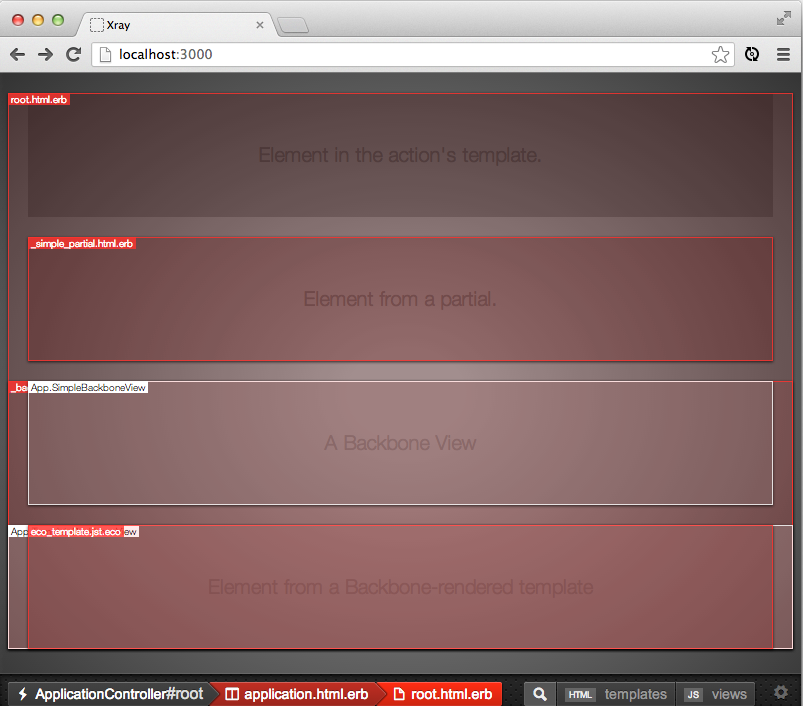 Xray
localhost:3000
root.html.erb
Element in the action's template.
_simple_partial.html.erb
Element from a partial.
_ba App.SimpleBackboneView
A Backbone View
App eco_template.jst.eco ew
Element from a Backbone-rendered template
ApplicationController#root application.html.erb root.html.erb HTML templates JS views